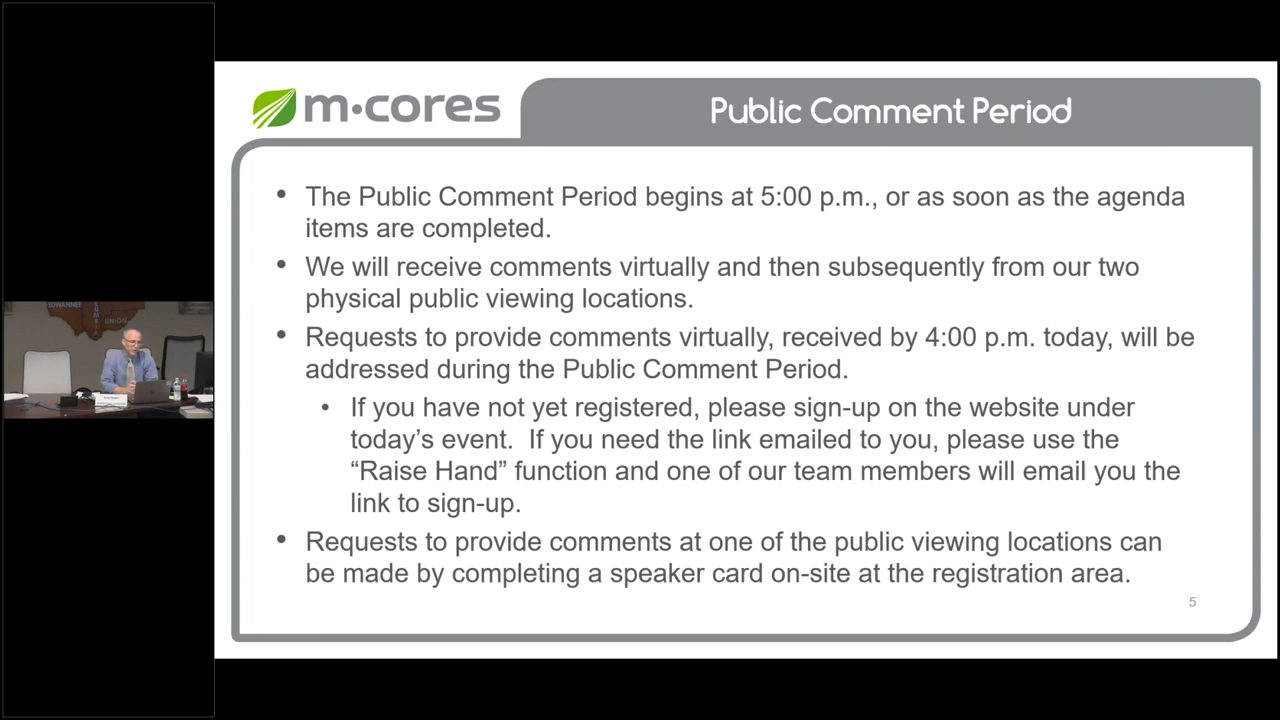 m·cores
Public Comment Period
• The Public Comment Period begins at 5:00 p.m., or as soon as the agenda
items are completed.
• We will receive comments virtually and then subsequently from our two
physical public viewing locations.
• Requests to provide comments virtually, received by 4:00 p.m. today, will be
addressed during the Public Comment Period.
• If you have not yet registered, please sign-up on the website under
today’s event.  If you need the link emailed to you, please use the
“Raise Hand” function and one of our team members will email you the
link to sign-up.
• Requests to provide comments at one of the public viewing locations can
be made by completing a speaker card on-site at the registration area.
5
SUWANNEE
UNION